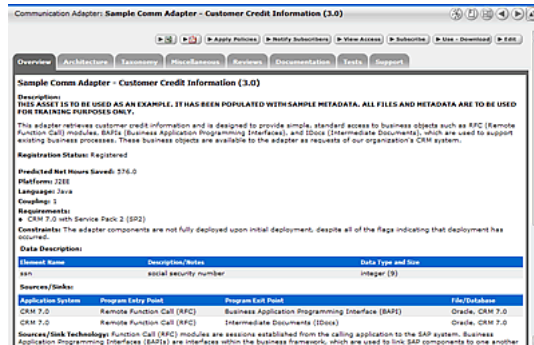 Communication Adapter: Sample Comm Adapter - Customer Credit Information (3.0)
Apply Policies Notify Subscribers View Access Subscribe Use - Download Edit
Overview Architecture Taxonomy Miscellaneous Reviews Documentation Tests Support
Sample Comm Adapter - Customer Credit Information (3.0)
Description:
THIS ASSET IS TO BE USED AS AN EXAMPLE. IT HAS BEEN POPULATED WITH SAMPLE METADATA. ALL FILES AND METADATA ARE TO BE USED
FOR TRAINING PURPOSES ONLY.
This adapter retrieves customer credit information and is designed to provide simple, standard access to business objects such as RFC (Remote
Function Call) modules, BAPIs (Business Application Programming Interfaces), and IDocs (Intermediate Documents), which are used to support
existing business processes. These business objects are available to the adapter as requests of our organization's CRM system.
Registration Status: Registered
Predicted Net Hours Saved: 576.0
Platform: J2EE
Language: Java
Coupling: 1
Requirements:
• CRM 7.0 with Service Pack 2 (SP2)
Constraints: The adapter components are not fully deployed upon initial deployment, despite all of the flags indicating that deployment has
occurred.
Data Description:
Element Name Description/Notes Data Type and Size
ssn social security number integer (9)
Sources/Sinks:
Application System Program Entry Point Program Exit Point File/Database
CRM 7.0 Remote Function Call (RFC) Business Application Programming Interface (BAPI) Oracle, CRM 7.0
CRM 7.0 Remote Function Call (RFC) Intermediate Documents (IDocs) Oracle, CRM 7.0
Sources/Sink Technology: Function Call (RFC) modules are sessions established from the calling application to the SAP system. Business
Application Programming Interfaces (BAPIs) are interfaces within the business framework, which are used to link SAP components to one another